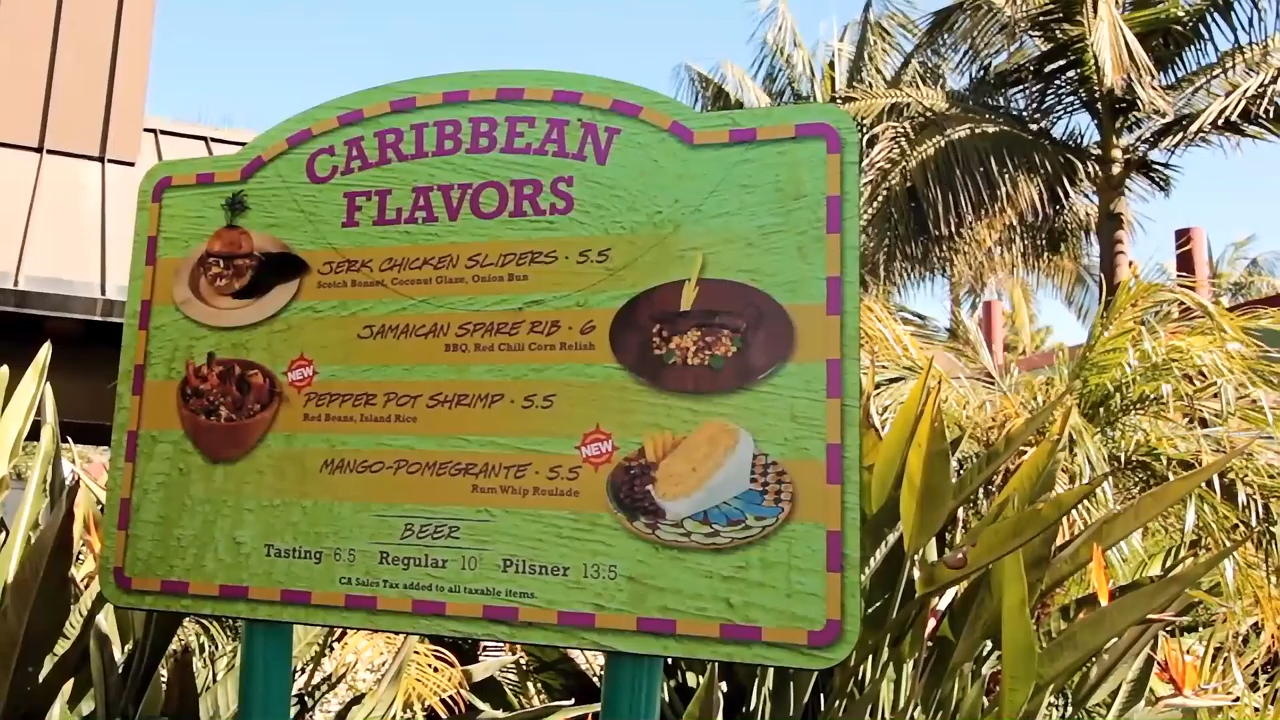 CARIBBEAN
FLAVORS
JERK CHICKEN SLIDERS · 5.5
Scotch Bonnet, Coconut Glaze, Onion Bun
JAMAICAN SPARE RIB · 6
BBQ, Red Chili Corn Relish
NEW
PEPPER POT SHRIMP · 5.5
Red Beans, Island Rice
NEW
MANGO-POMEGRANTE · 5.5
Rum Whip Roulade
BEER
Tasting 6.5 Regular 10 Pilsner 13.5
CA Sales Tax added to all taxable items.